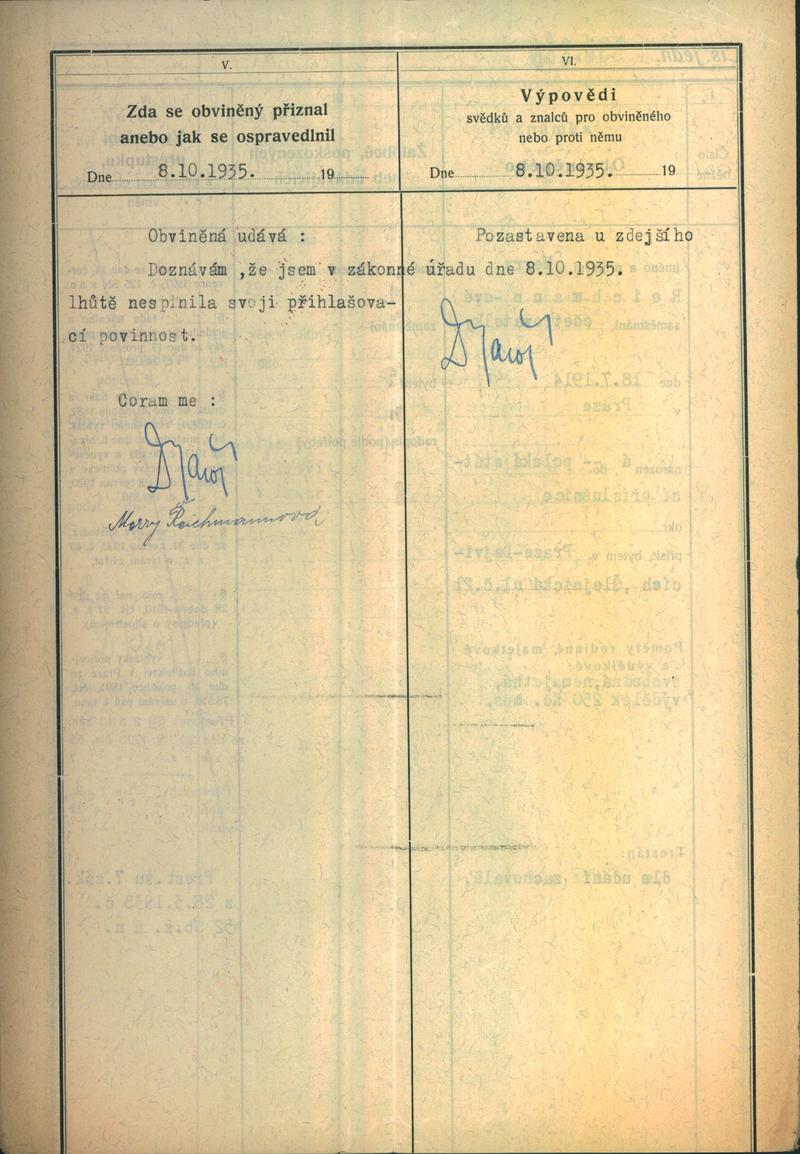 V.
Zda se obviněný přiznal
anebo jak se ospravedlnil
Dne 8.10.1935. 19
Obviněná udává :
Doznávám ,že jsem v zákonné
lhůtě nesplnila svoji přihlašova-
cí povinnost.
Coram me :
Merry Reichmannová
VI.
Výpovědi
svědků a znalců pro obviněného
nebo proti němu
Dne 8.10.1935. 19
Pozastavena u zdejšího
úřadu dne 8.10.1935.